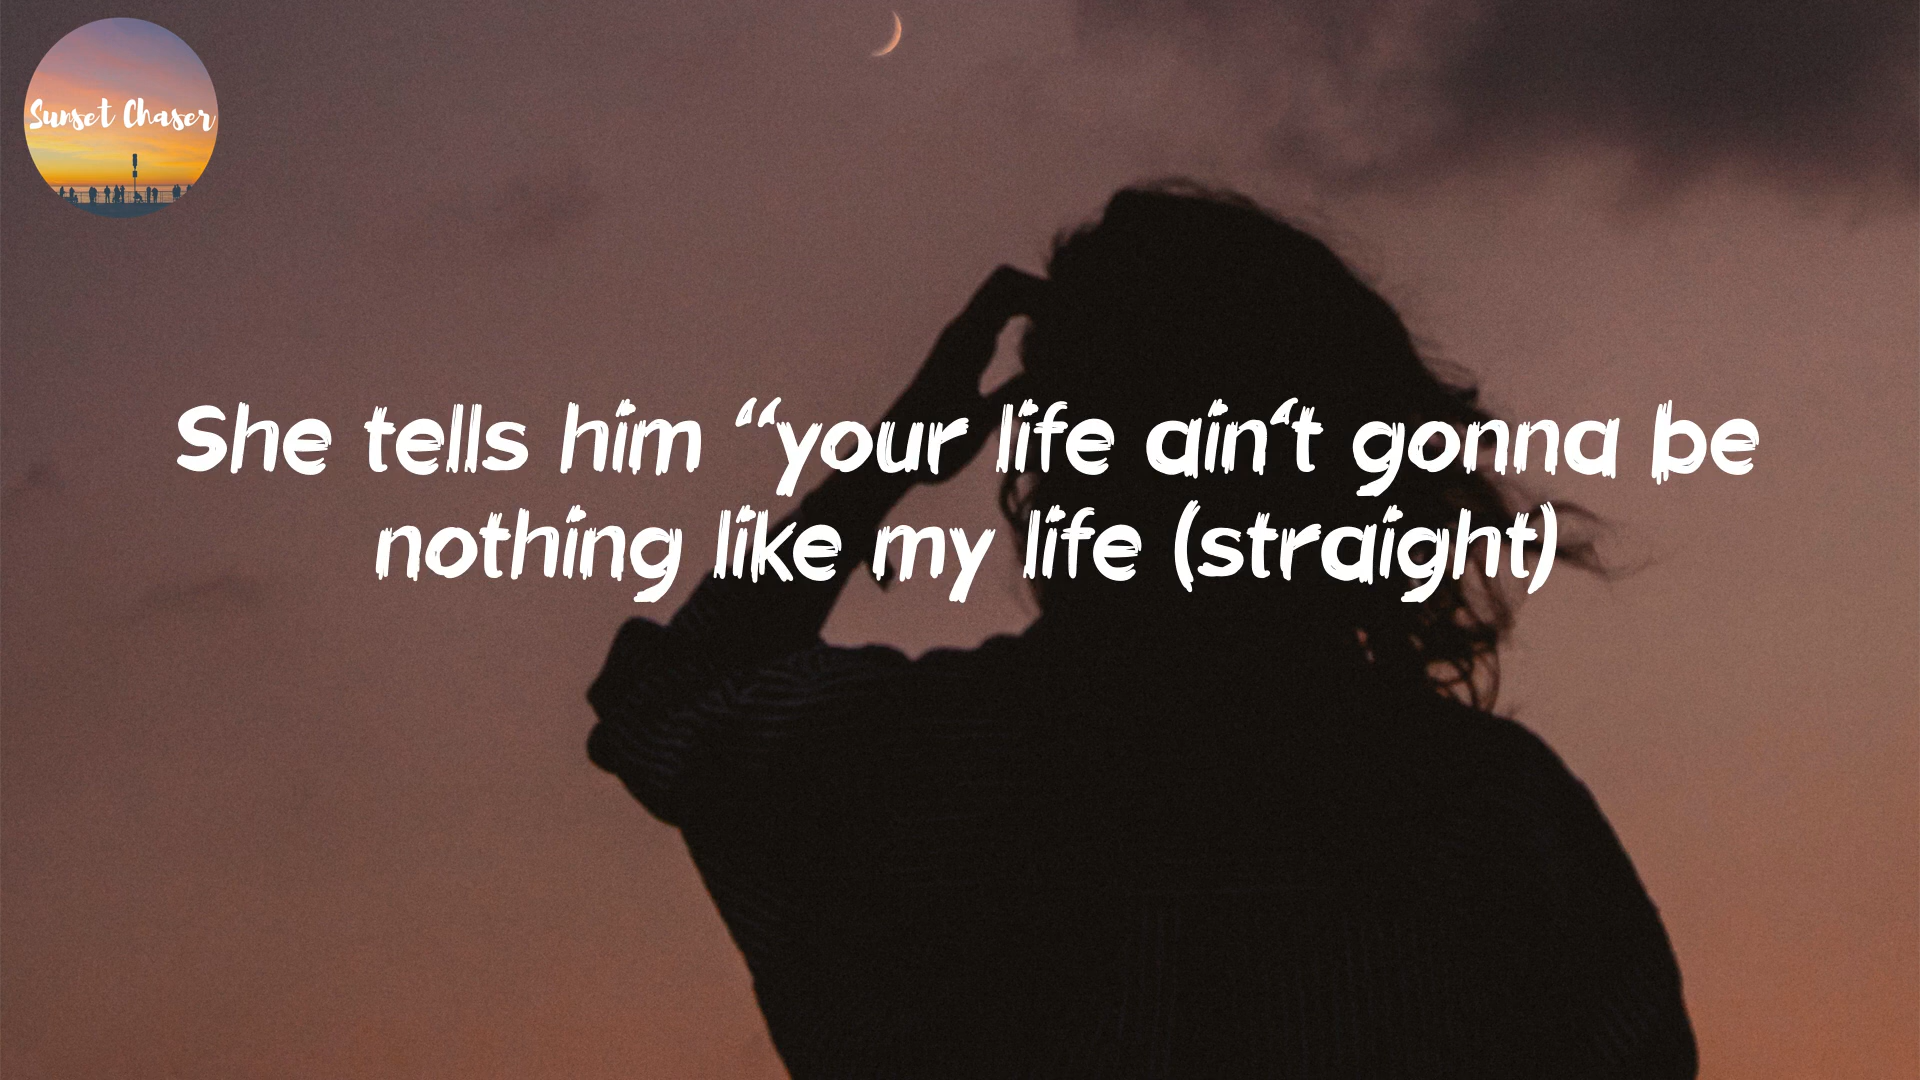 Sunset Chaser
She tells him “your life ain‘t gonna be
nothing like my life (straight)